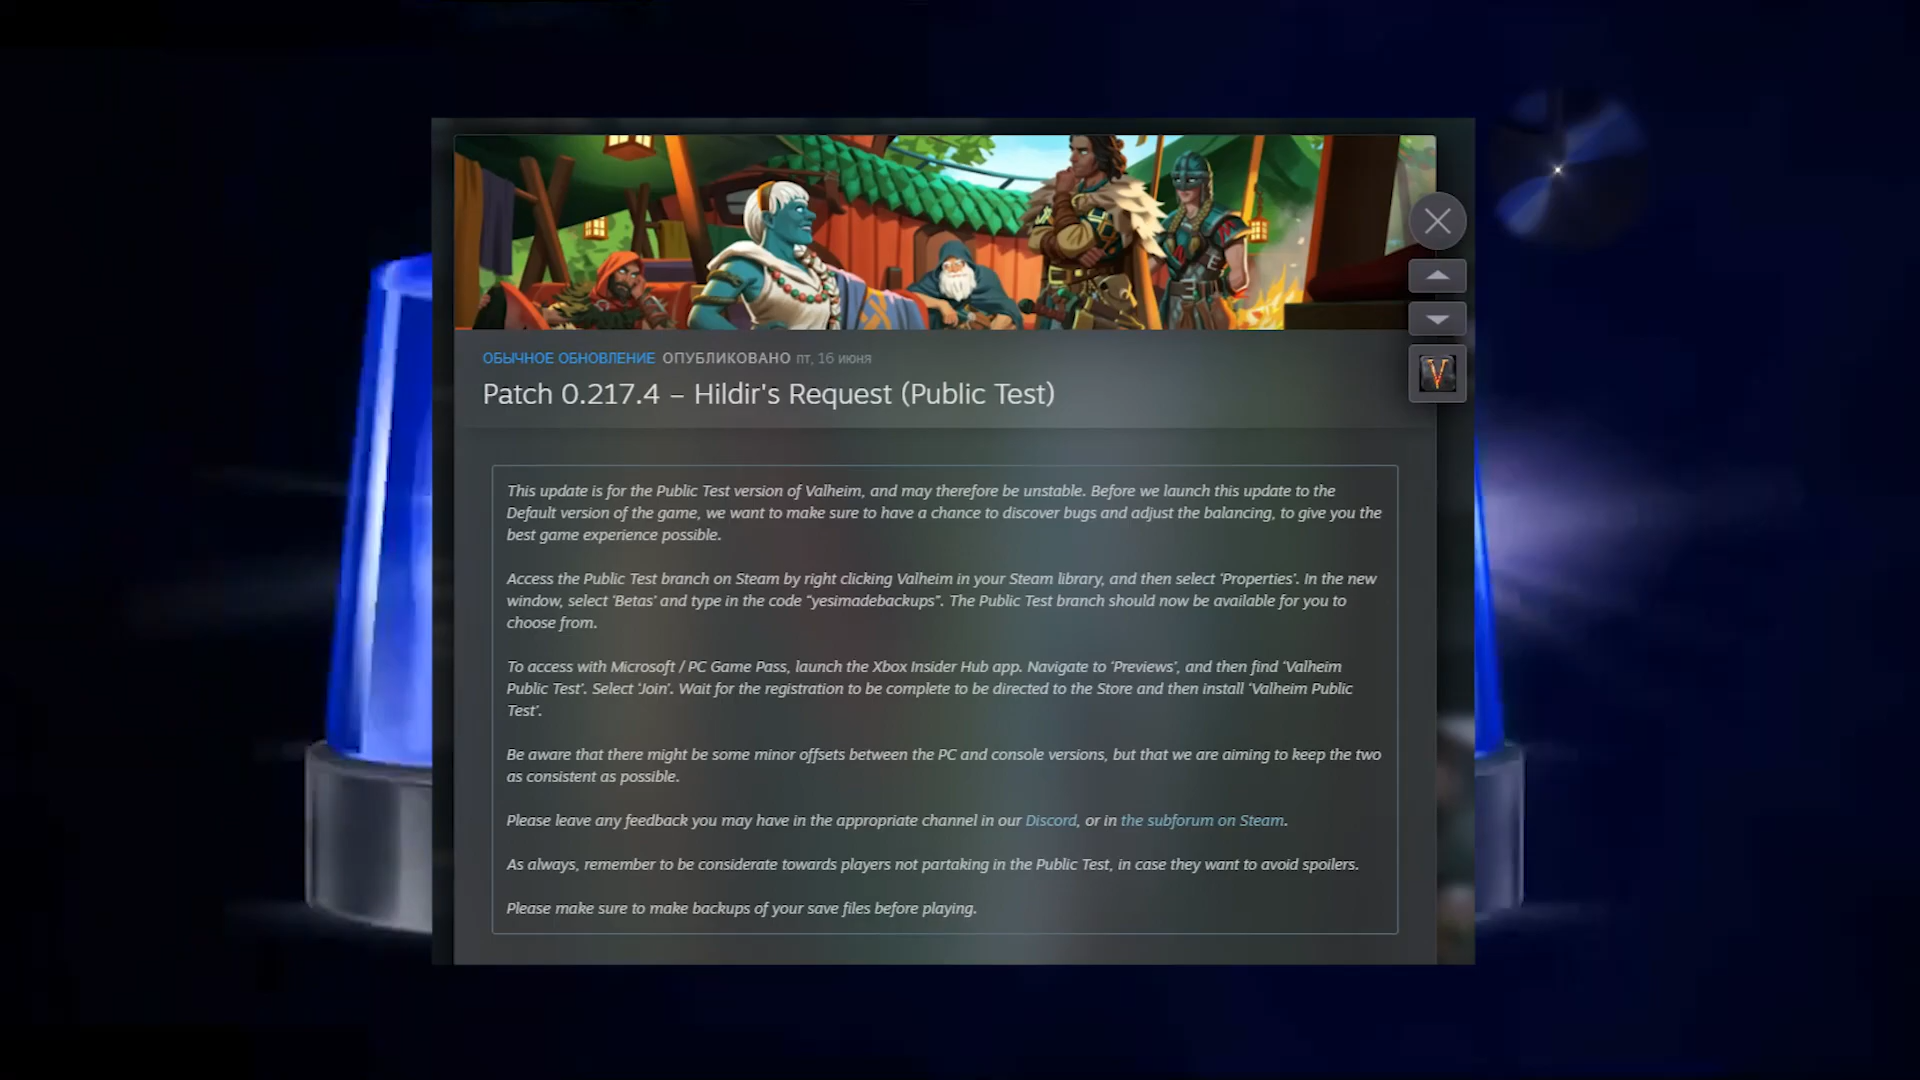 ОБЫЧНОЕ ОБНОВЛЕНИЕ ОПУБЛИКОВАНО пт, 16 июня
Patch 0.217.4 – Hildir's Request (Public Test)
V
This update is for the Public Test version of Valheim, and may therefore be unstable. Before we launch this update to the
Default version of the game, we want to make sure to have a chance to discover bugs and adjust the balancing, to give you the
best game experience possible.
Access the Public Test branch on Steam by right clicking Valheim in your Steam library, and then select ‘Properties’. In the new
window, select ‘Betas’ and type in the code “yesimadebackups”. The Public Test branch should now be available for you to
choose from.
To access with Microsoft / PC Game Pass, launch the Xbox Insider Hub app. Navigate to ‘Previews’, and then find ‘Valheim
Public Test’. Select ‘Join’. Wait for the registration to be complete to be directed to the Store and then install ‘Valheim Public
Test’.
Be aware that there might be some minor offsets between the PC and console versions, but that we are aiming to keep the two
as consistent as possible.
Please leave any feedback you may have in the appropriate channel in our Discord, or in the subforum on Steam.
As always, remember to be considerate towards players not partaking in the Public Test, in case they want to avoid spoilers.
Please make sure to make backups of your save files before playing.